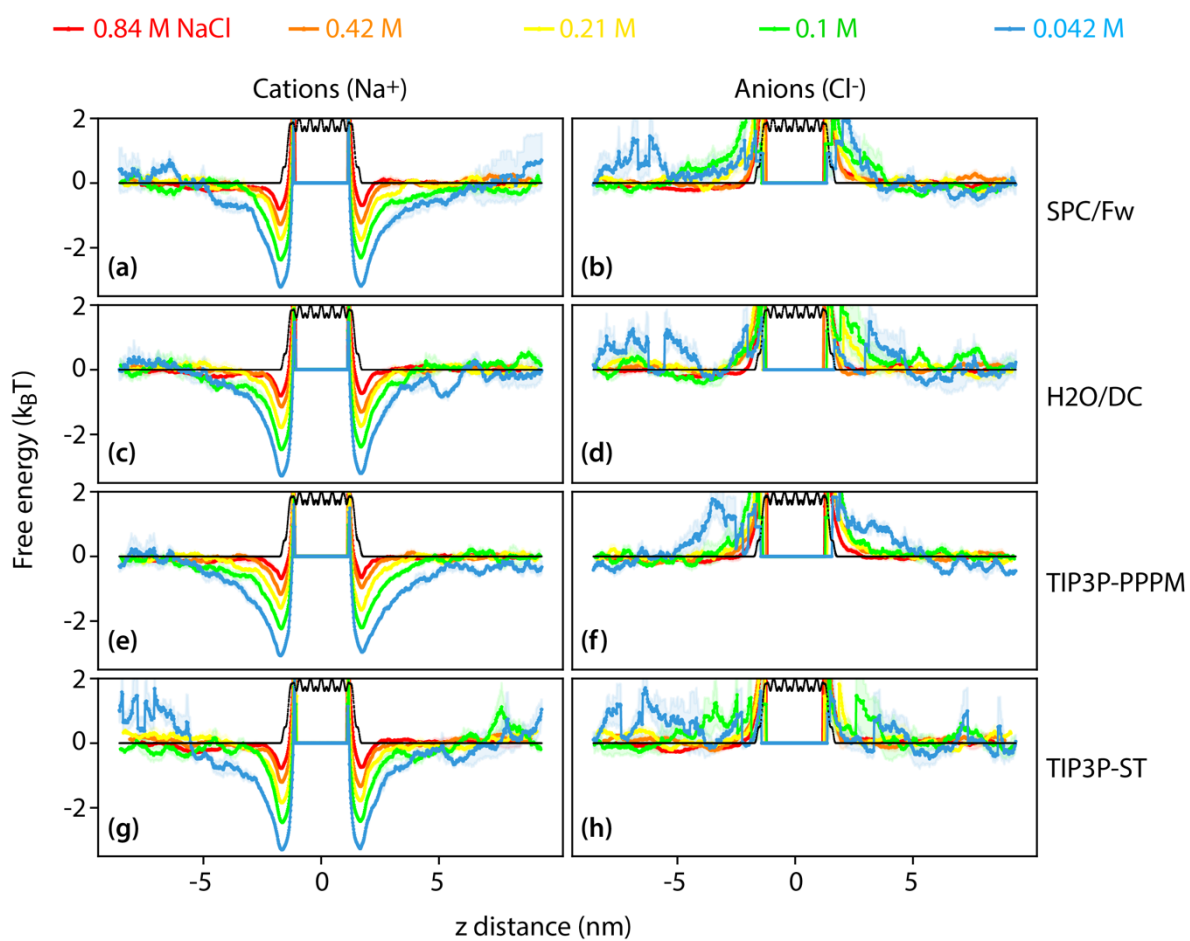 0.84 M NaCl 0.42 M 0.21 M 0.1 M 0.042 M
Cations (Na+) Anions (Cl-)
2
0
-2
(a) (b)
SPC/Fw
2
0
-2
(c) (d)
H2O/DC
2
0
-2
(e) (f)
TIP3P-PPPM
2
0
-2
(g) (h)
TIP3P-ST
Free energy (kBT)
-5 0 5 -5 0 5
z distance (nm)